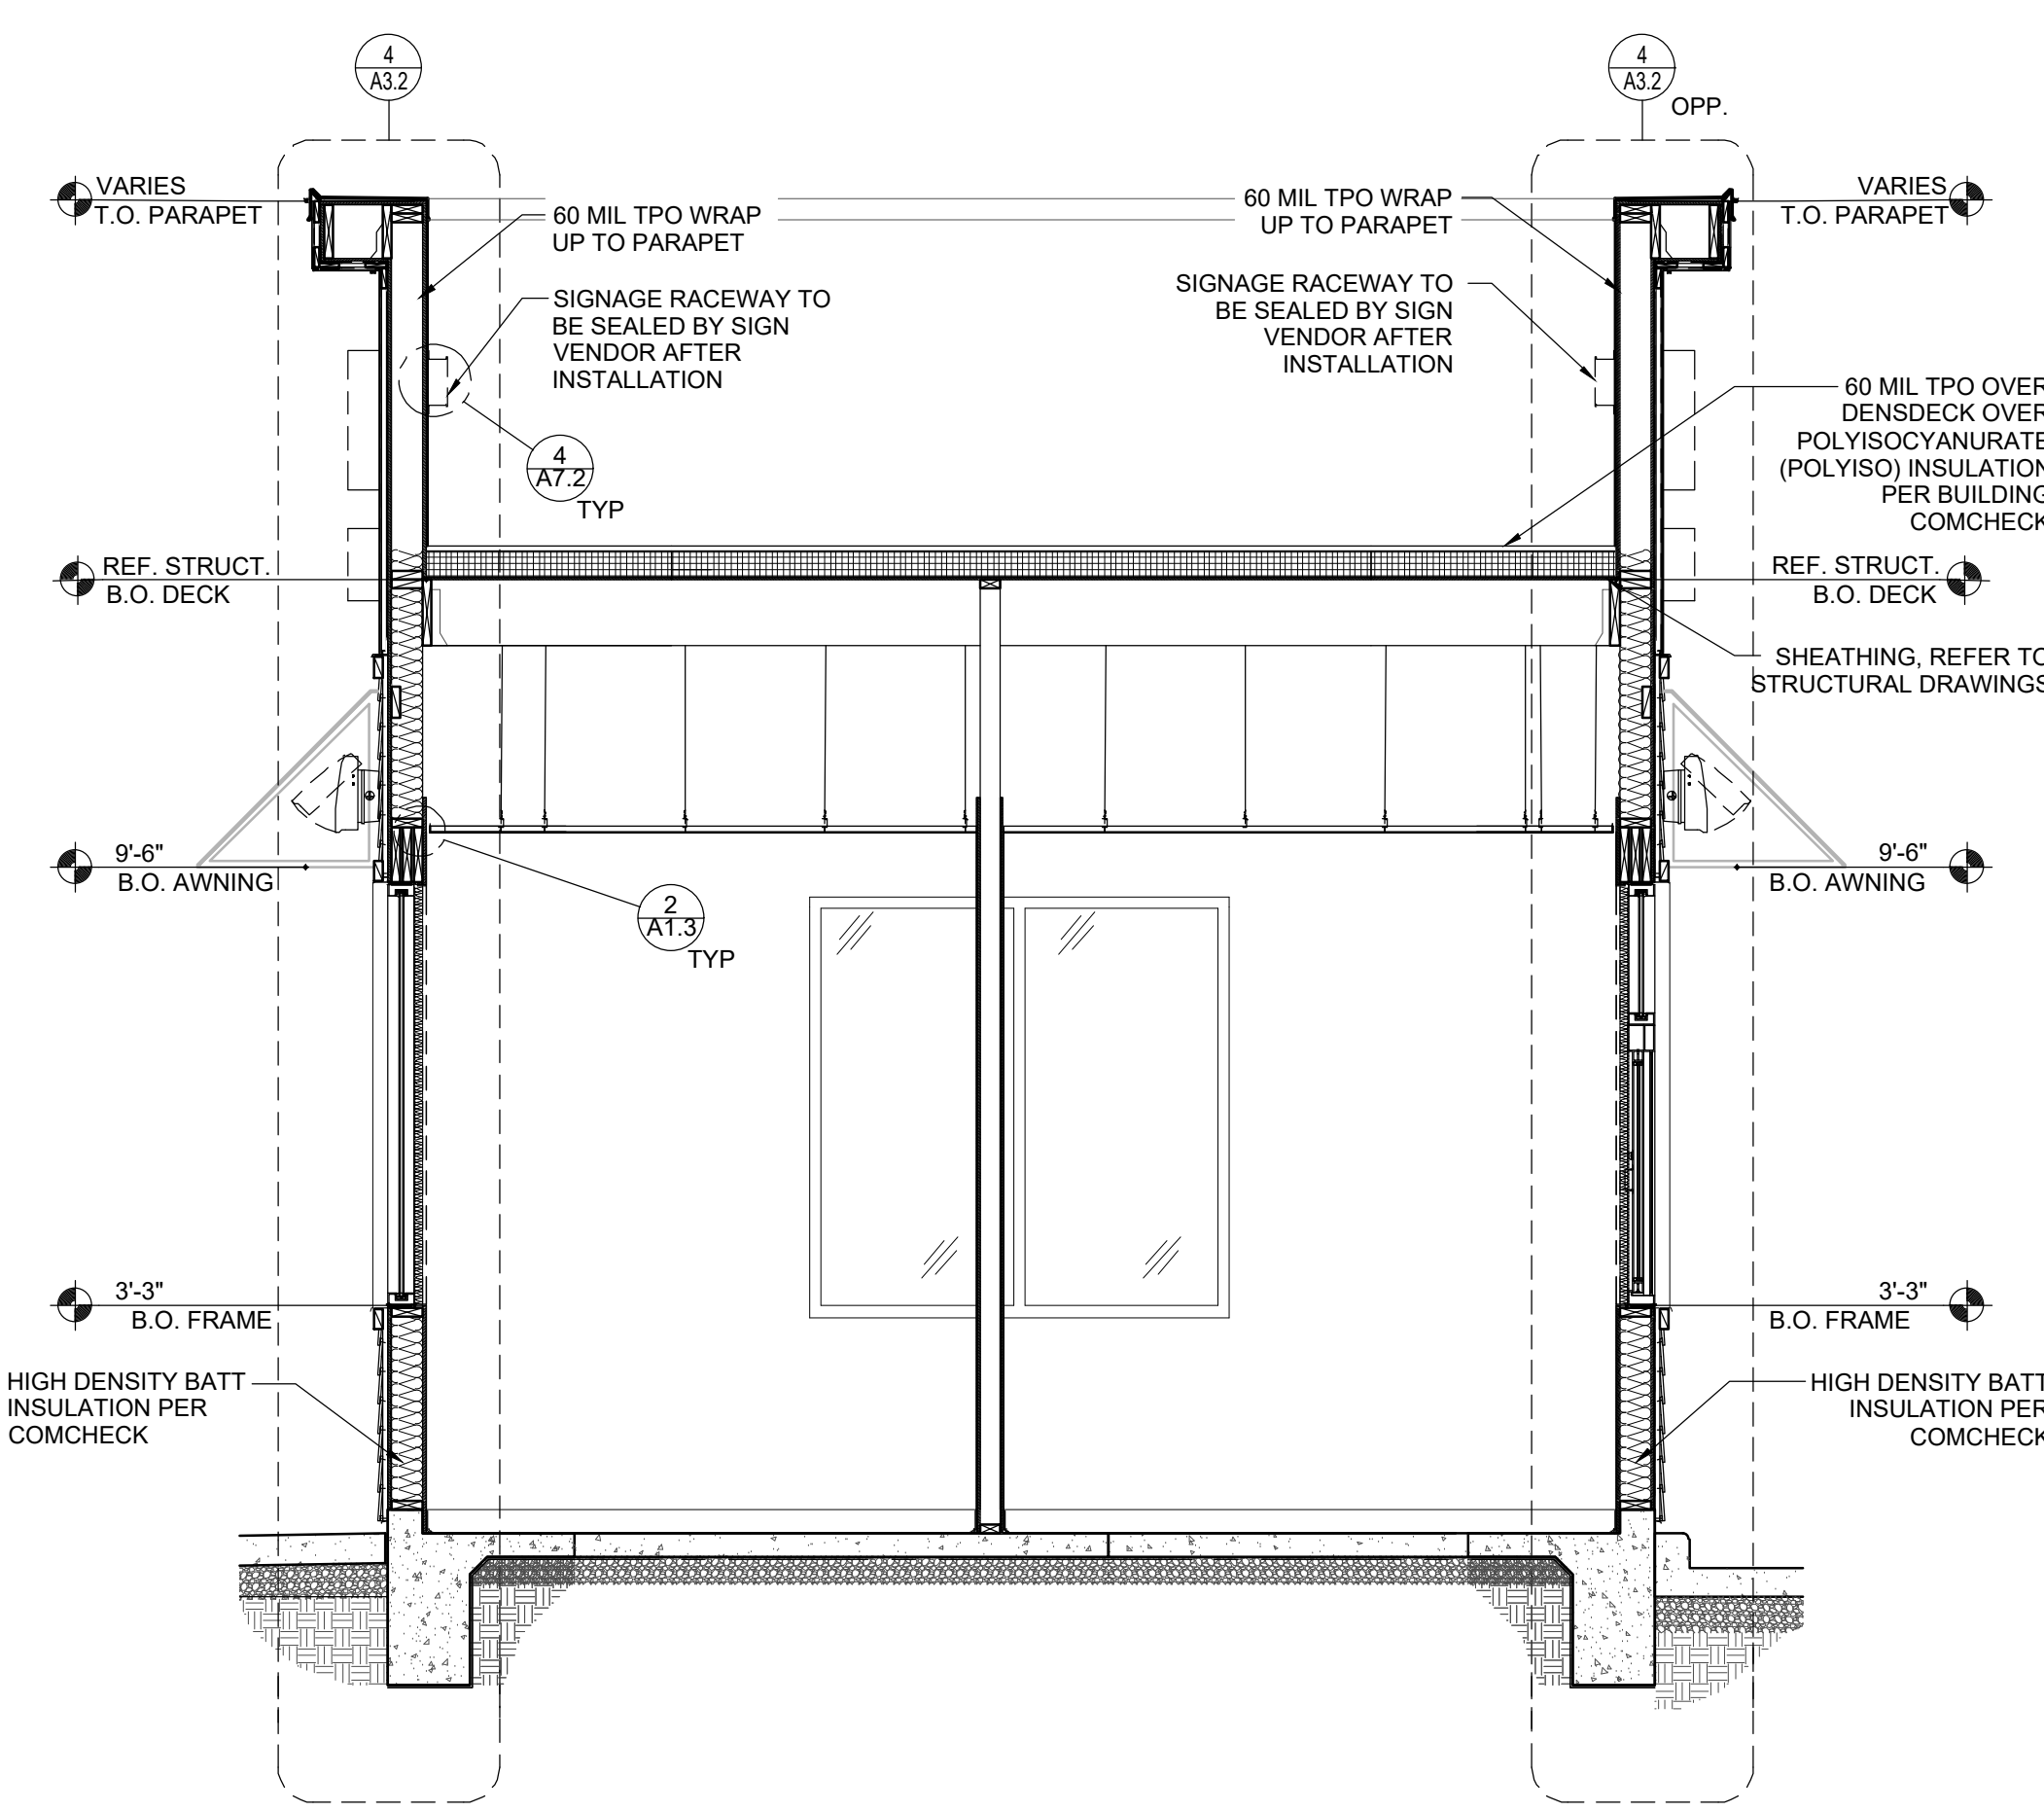 4
A3.2
4
A3.2
OPP.
VARIES
T.O. PARAPET
60 MIL TPO WRAP
UP TO PARAPET
60 MIL TPO WRAP
UP TO PARAPET
VARIES
T.O. PARAPET
SIGNAGE RACEWAY TO
BE SEALED BY SIGN
VENDOR AFTER
INSTALLATION
SIGNAGE RACEWAY TO
BE SEALED BY SIGN
VENDOR AFTER
INSTALLATION
60 MIL TPO OVER
DENSDECK OVER
POLYISOCYANURATE
(POLYISO) INSULATION
PER BUILDING
COMCHECK
4
A7.2
TYP
REF. STRUCT.
B.O. DECK
REF. STRUCT.
B.O. DECK
SHEATHING, REFER TO
STRUCTURAL DRAWINGS
9'-6"
B.O. AWNING
9'-6"
B.O. AWNING
2
A1.3
TYP
3'-3"
B.O. FRAME
3'-3"
B.O. FRAME
HIGH DENSITY BATT
INSULATION PER
COMCHECK
HIGH DENSITY BATT
INSULATION PER
COMCHECK